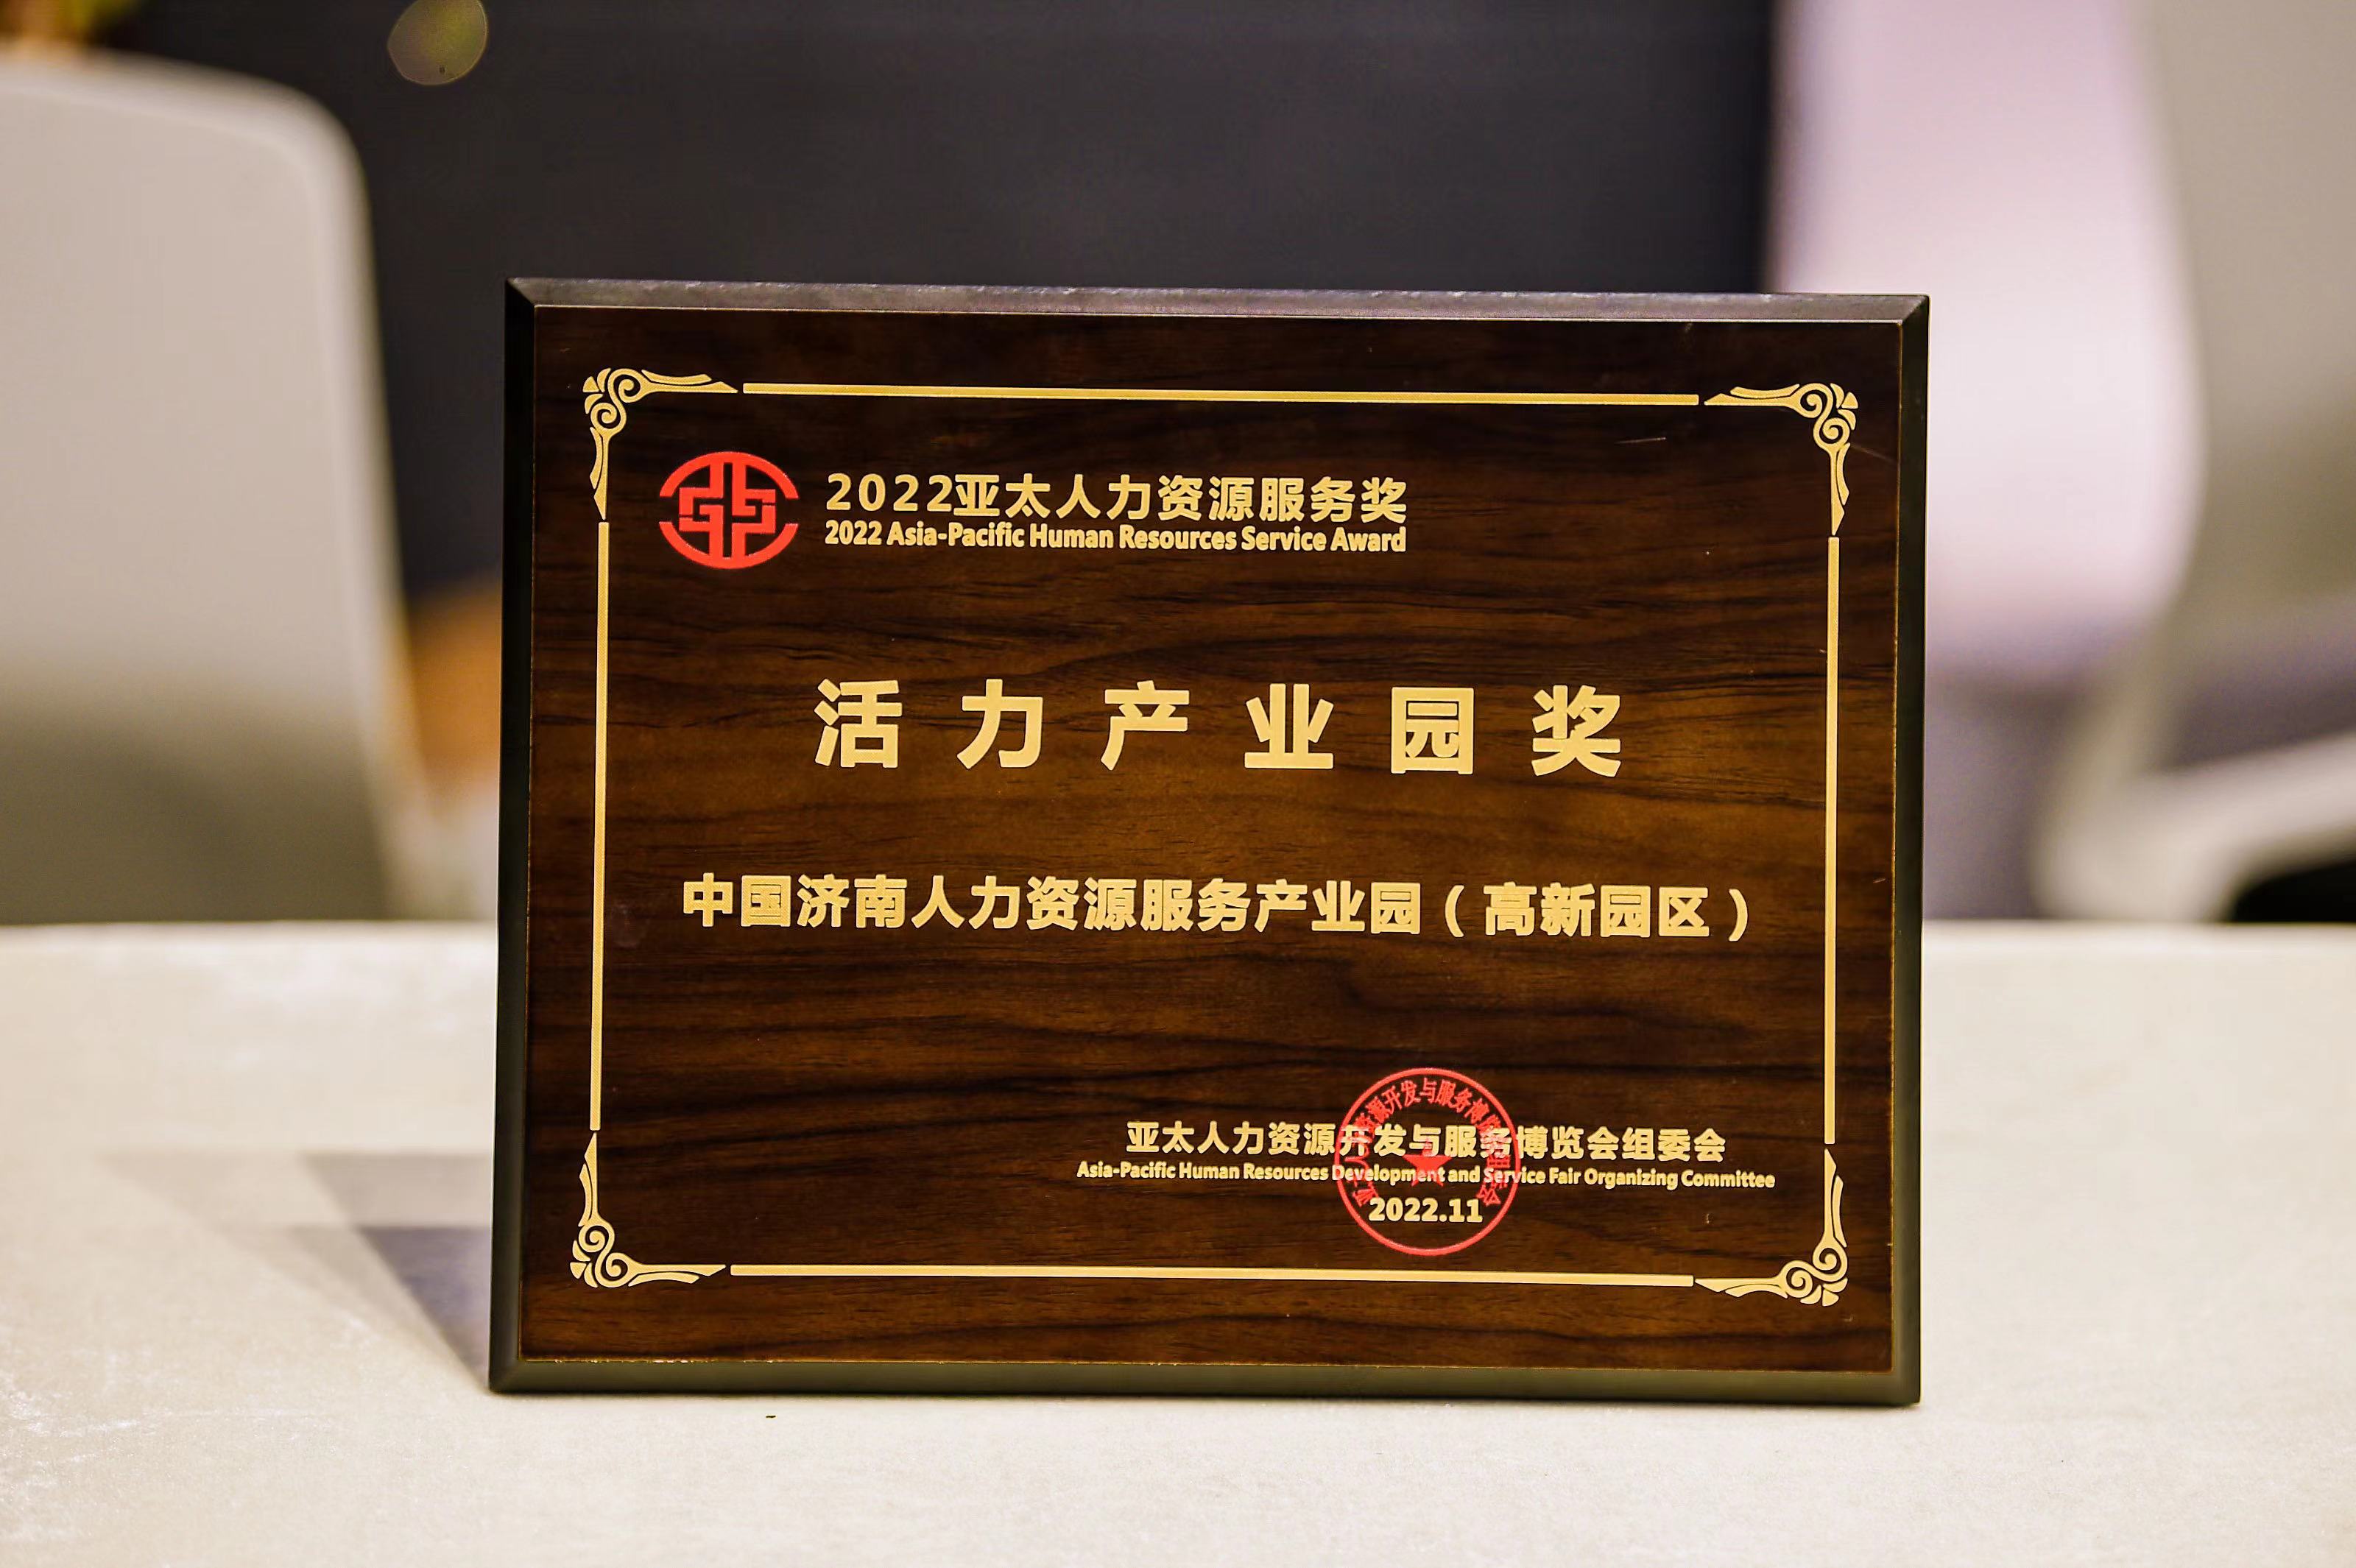 2022亚太人力资源服务奖
2022 Asia-Pacific Human Resources Service Award
活力产业园奖
中国济南人力资源服务产业园(高新园区)
亚太人力资源开发与服务博览会组委会
Asia-Pacific Human Resources Development and Service Fair Organizing Committee
2022.11